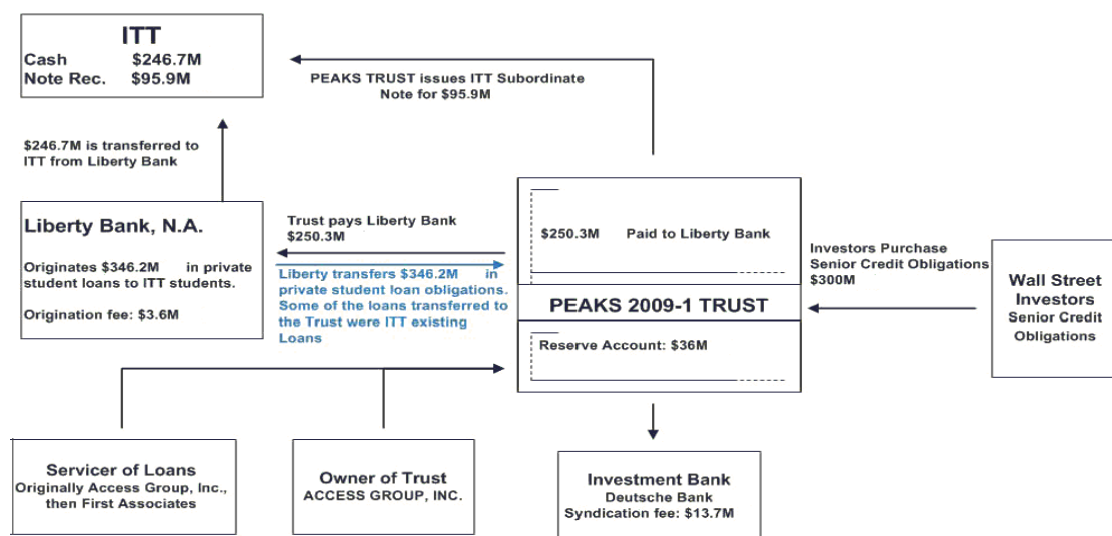 ITT
Cash $246.7M
Note Rec. $95.9M
PEAKS TRUST issues ITT Subordinate
Note for $95.9M
$246.7M is transferred to
ITT from Liberty Bank
Liberty Bank, N.A.
Originates $346.2M in private
student loans to ITT students.
Origination fee: $3.6M
Trust pays Liberty Bank
$250.3M
Liberty transfers $346.2M in
private student loan obligations.
Some of the loans transferred to
the Trust were ITT existing
Loans
$250.3M Paid to Liberty Bank
PEAKS 2009-1 TRUST
Reserve Account: $36M
Investors Purchase
Senior Credit Obligations
$300M
Wall Street
Investors
Senior Credit
Obligations
Servicer of Loans
Originally Access Group, Inc.,
then First Associates
Owner of Trust
ACCESS GROUP, INC.
Investment Bank
Deutsche Bank
Syndication fee: $13.7M